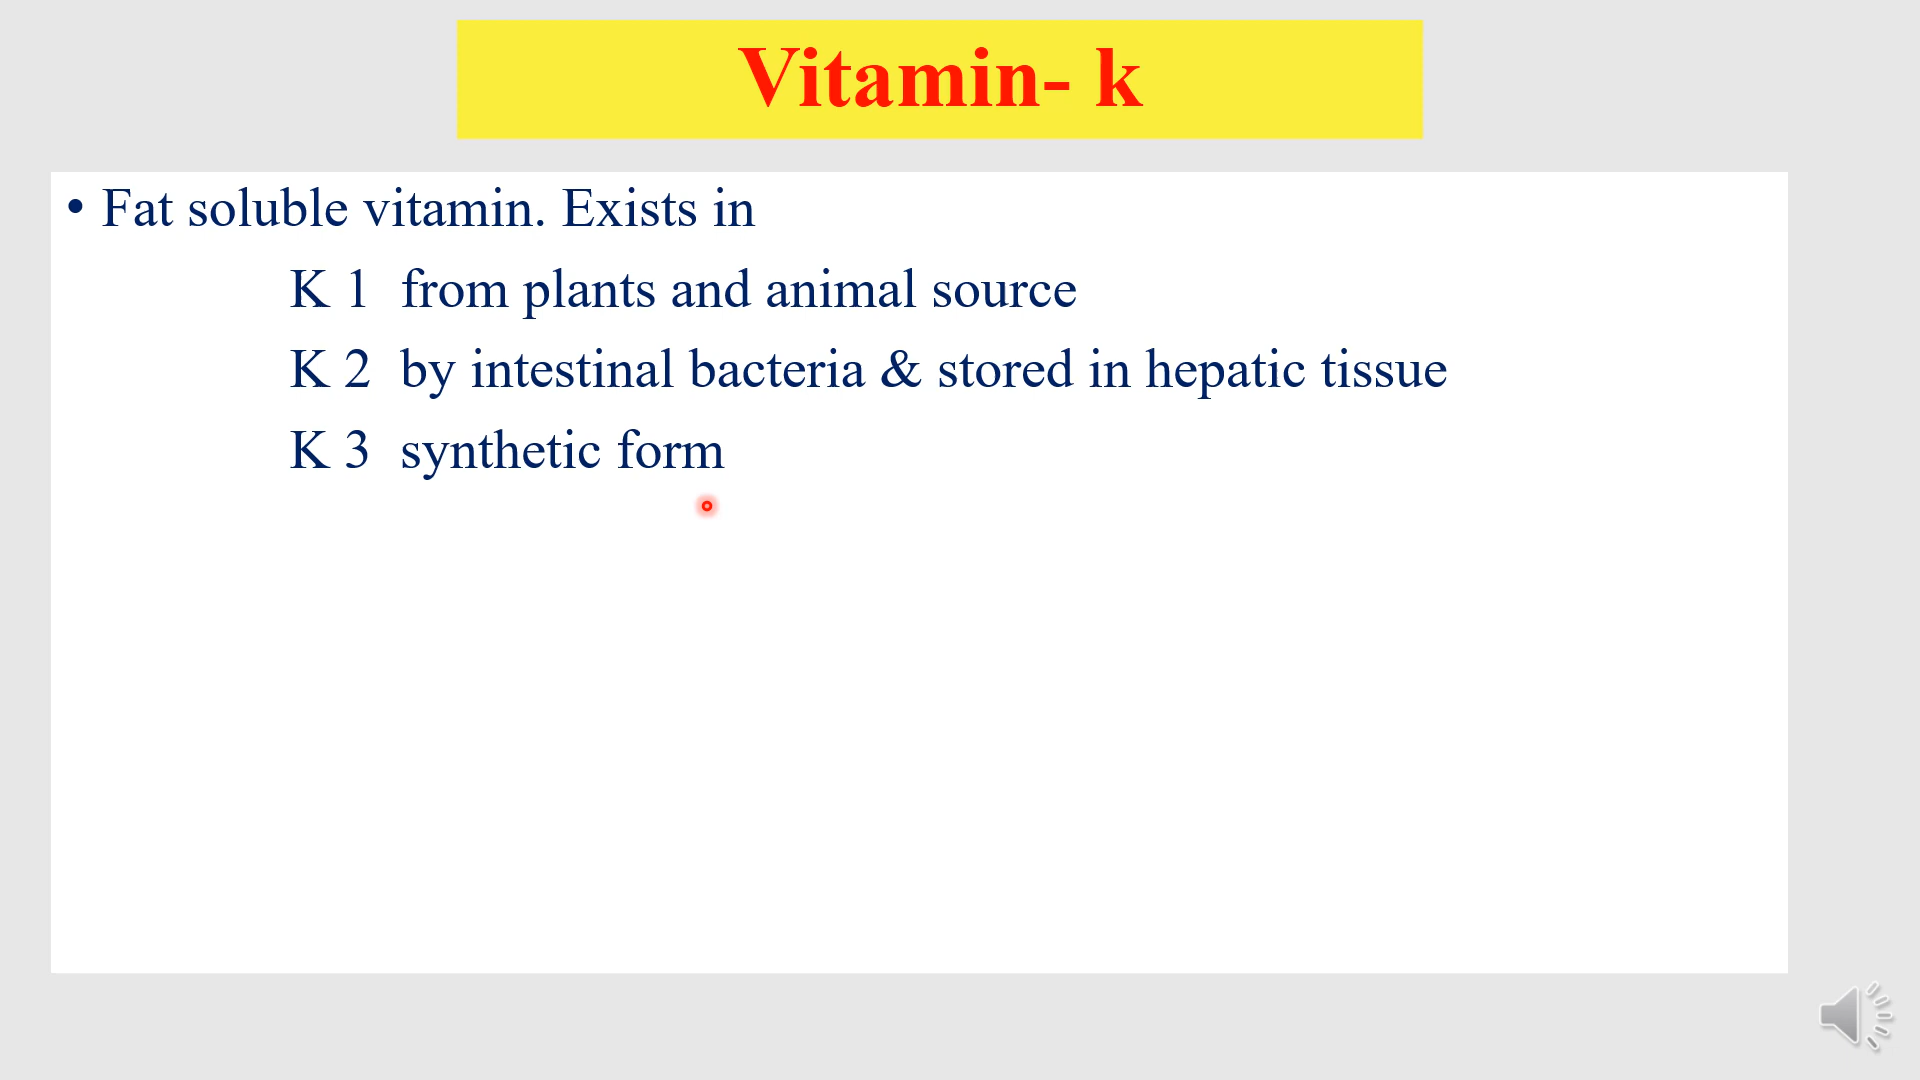 Vitamin- k
• Fat soluble vitamin. Exists in
K 1 from plants and animal source
K 2 by intestinal bacteria & stored in hepatic tissue
K 3 synthetic form